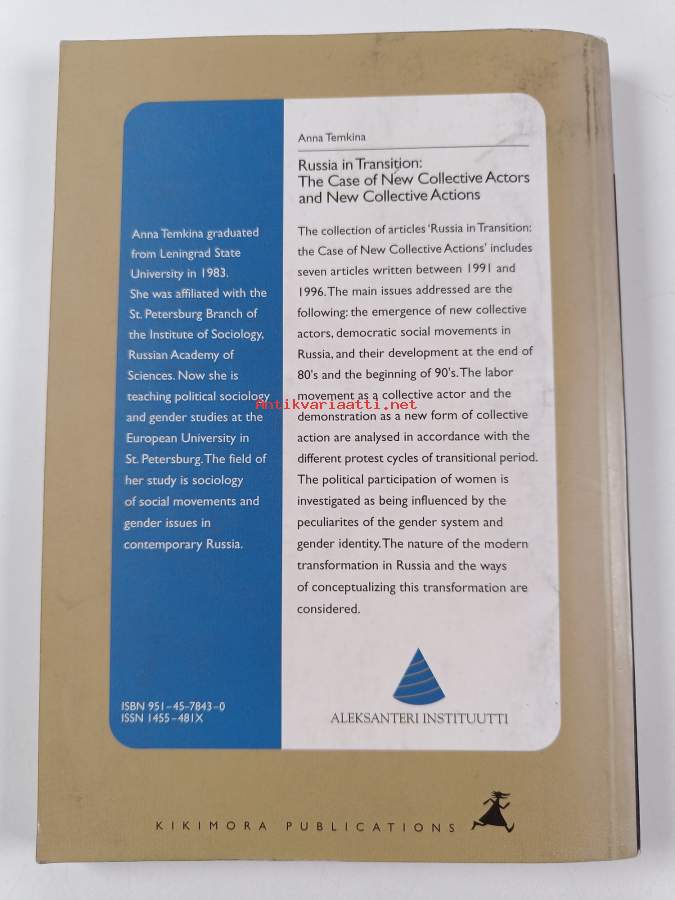 Anna Temkina
Russia in Transition:
The Case of New Collective Actors
and New Collective Actions
Anna Temkina graduated
from Leningrad State
University in 1983.
She was affiliated with the
St. Petersburg Branch of
the Institute of Sociology,
Russian Academy of
Sciences. Now she is
teaching political sociology
and gender studies at the
European University in
St. Petersburg. The field of
her study is sociology
of social movements and
gender issues in
contemporary Russia.
The collection of articles 'Russia in Transition:
the Case of New Collective Actions' includes
seven articles written between 1991 and
1996. The main issues addressed are the
following: the emergence of new collective
actors, democratic social movements in
Russia, and their development at the end of
80's and the beginning of 90's. The labor
movement as a collective actor and the
demonstration as a new form of collective
action are analysed in accordance with the
different protest cycles of transitional period.
The political participation of women is
investigated as being influenced by the
peculiarites of the gender system and
gender identity. The nature of the modern
transformation in Russia and the ways
of conceptualizing this transformation are
considered.
Antikvariaatti.net
ISBN 951-45-7843-0
ISSN 1455-481X
ALEKSANTERI INSTITUUTTI
KIKIMORA PUBLICATIONS